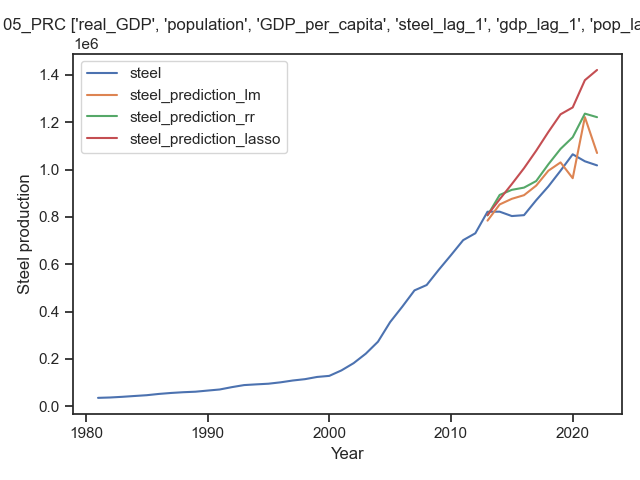 05_PRC ['real_GDP', 'population', 'GDP_per_capita', 'steel_lag_1', 'gdp_lag_1', 'pop_la
1e6
steel
steel_prediction_lm
steel_prediction_rr
steel_prediction_lasso
1.4
1.2
1.0
0.8
0.6
0.4
0.2
0.0
Steel production
1980 1990 2000 2010 2020
Year